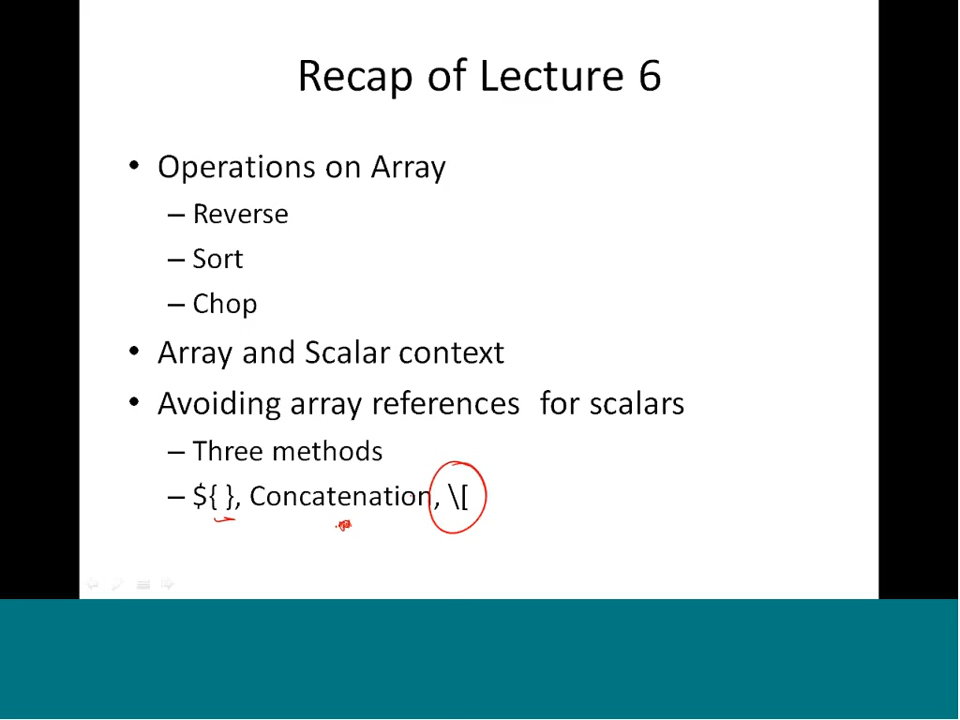 Recap of Lecture 6
• Operations on Array
– Reverse
– Sort
– Chop
• Array and Scalar context
• Avoiding array references for scalars
– Three methods
– ${ }, Concatenation, \[